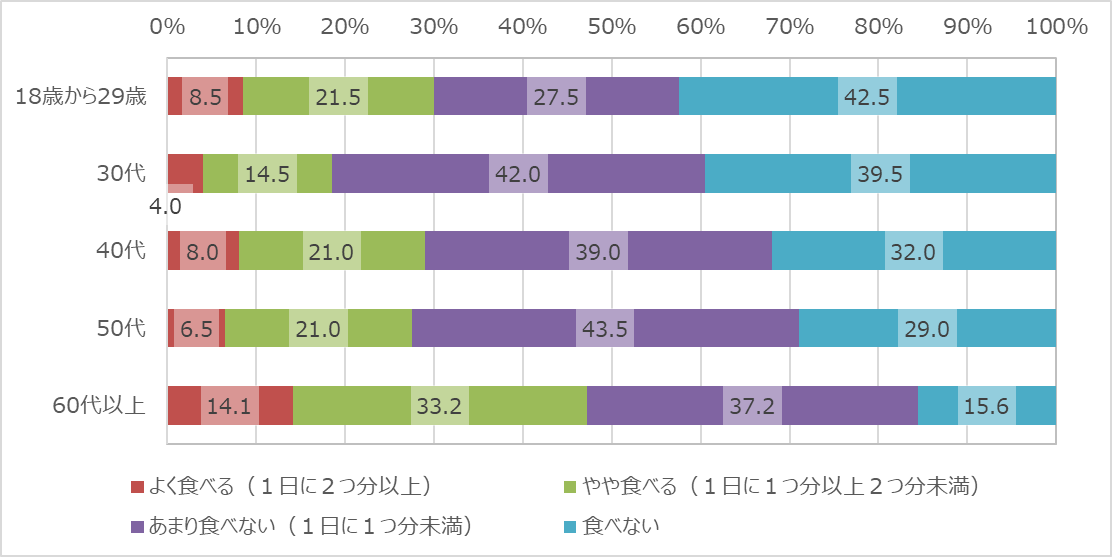 0% 10% 20% 30% 40% 50% 60% 70% 80% 90% 100%
18歳から29歳 8.5 21.5 27.5 42.5
30代 14.5 42.0 39.5
4.0
40代 8.0 21.0 39.0 32.0
50代 6.5 21.0 43.5 29.0
60代以上 14.1 33.2 37.2 15.6
よく食べる（１日に２つ分以上） やや食べる（１日に１つ分以上２つ分未満）
あまり食べない（１日に１つ分未満） 食べない